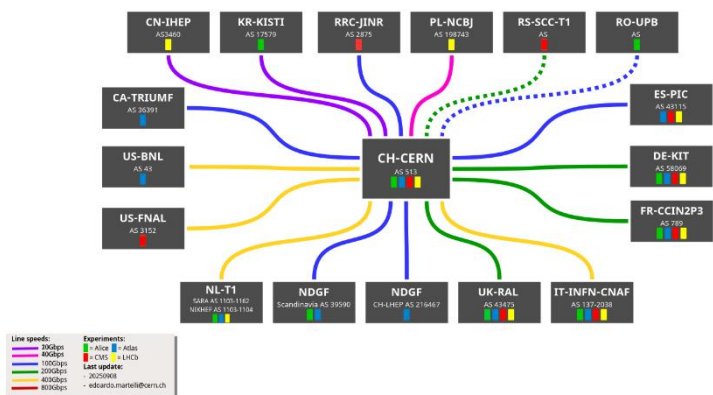 CN-IHEP
AS3460
KR-KISTI
AS 17579
RRC-JINR
AS 2875
PL-NCBJ
AS 198743
RS-SCC-T1
AS
RO-UPB
AS
CA-TRIUMF
AS 36391
ES-PIC
AS 43115
US-BNL
AS 43
CH-CERN
AS 513
DE-KIT
AS 58069
US-FNAL
AS 3152
FR-CCIN2P3
AS 789
NL-T1
SARA AS 1103-1162
NIXHEF AS 1103-1104
NDGF
Scandinavia AS 39590
NDGF
CH-LHEP AS 216467
UK-RAL
AS 43475
IT-INFN-CNAF
AS 137-2038
Line speeds:
20Gbps
40Gbps
100Gbps
200Gbps
400Gbps
800Gbps
Experiments:
= Alice = Atlas
= CMS = LHCb
Last update:
- 20250908
- edoardo.martelli@cern.ch